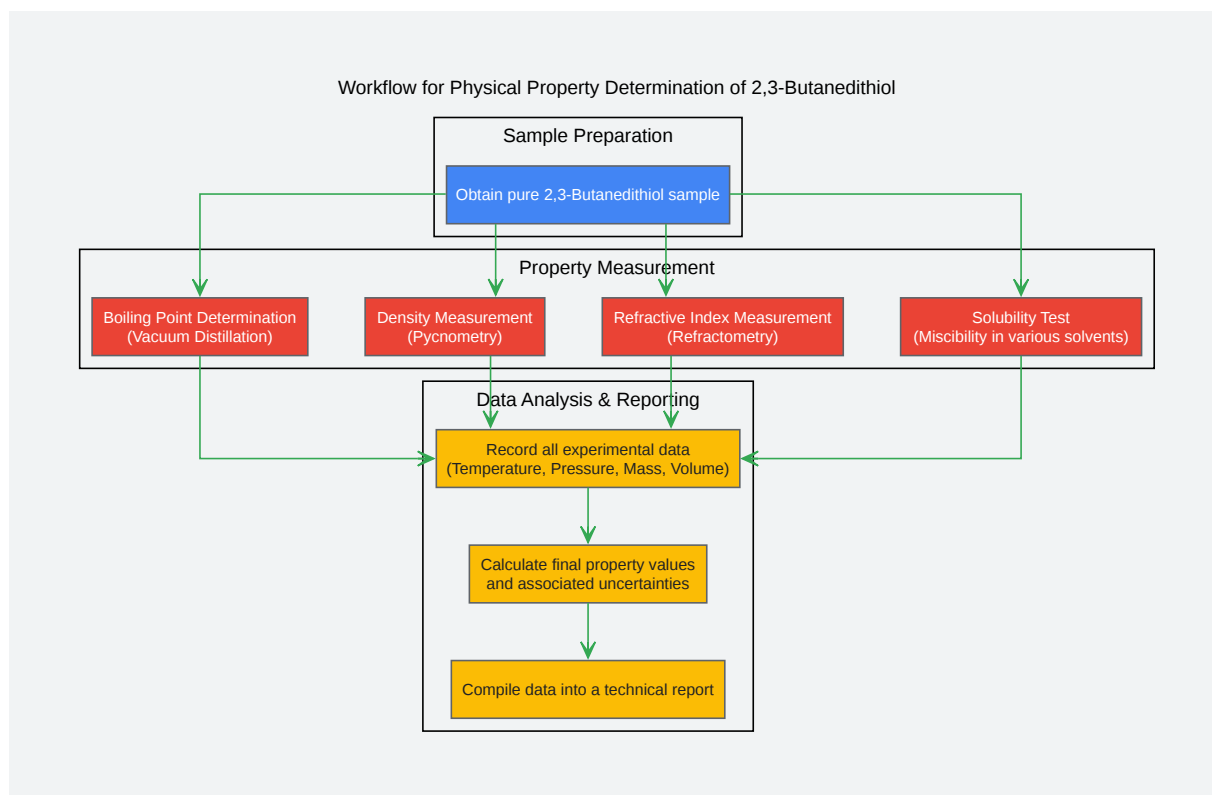 Workflow for Physical Property Determination of 2,3-Butanedithiol
Sample Preparation
Obtain pure 2,3-Butanedithiol sample
Property Measurement
Boiling Point Determination
(Vacuum Distillation)
Density Measurement
(Pycnometry)
Refractive Index Measurement
(Refractometry)
Solubility Test
(Miscibility in various solvents)
Data Analysis & Reporting
Record all experimental data
(Temperature, Pressure, Mass, Volume)
Calculate final property values
and associated uncertainties
Compile data into a technical report